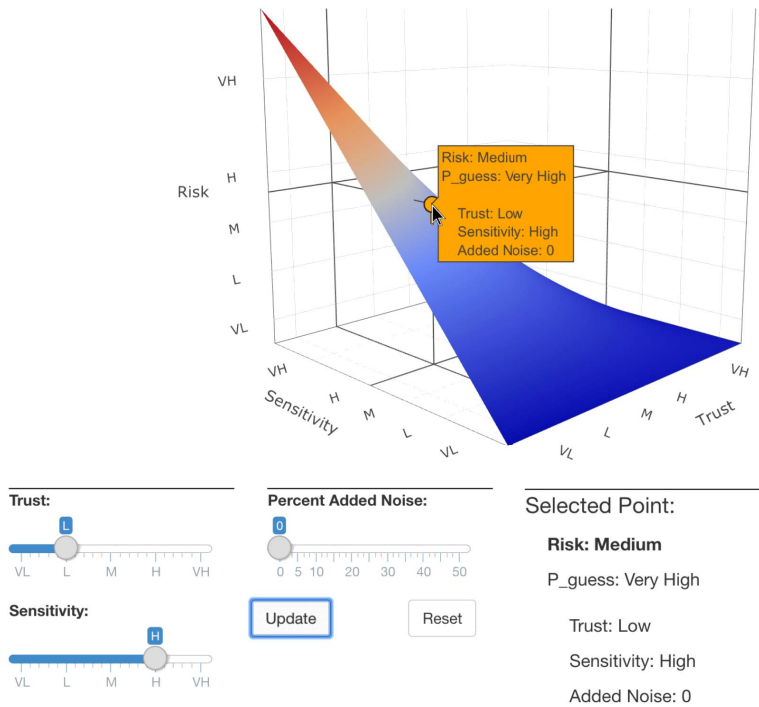 VH
H
Risk
M
L
VL
Risk: Medium
P_guess: Very High
Trust: Low
Sensitivity: High
Added Noise: 0
VH
H
M
L
VL
Sensitivity
VL
L
M
H
VH
Trust
Trust:
L
VL L M H VH
Sensitivity:
H
VL L M H VH
Percent Added Noise:
0
0 5 10 20 30 40 50
Update Reset
Selected Point:
Risk: Medium
P_guess: Very High
Trust: Low
Sensitivity: High
Added Noise: 0